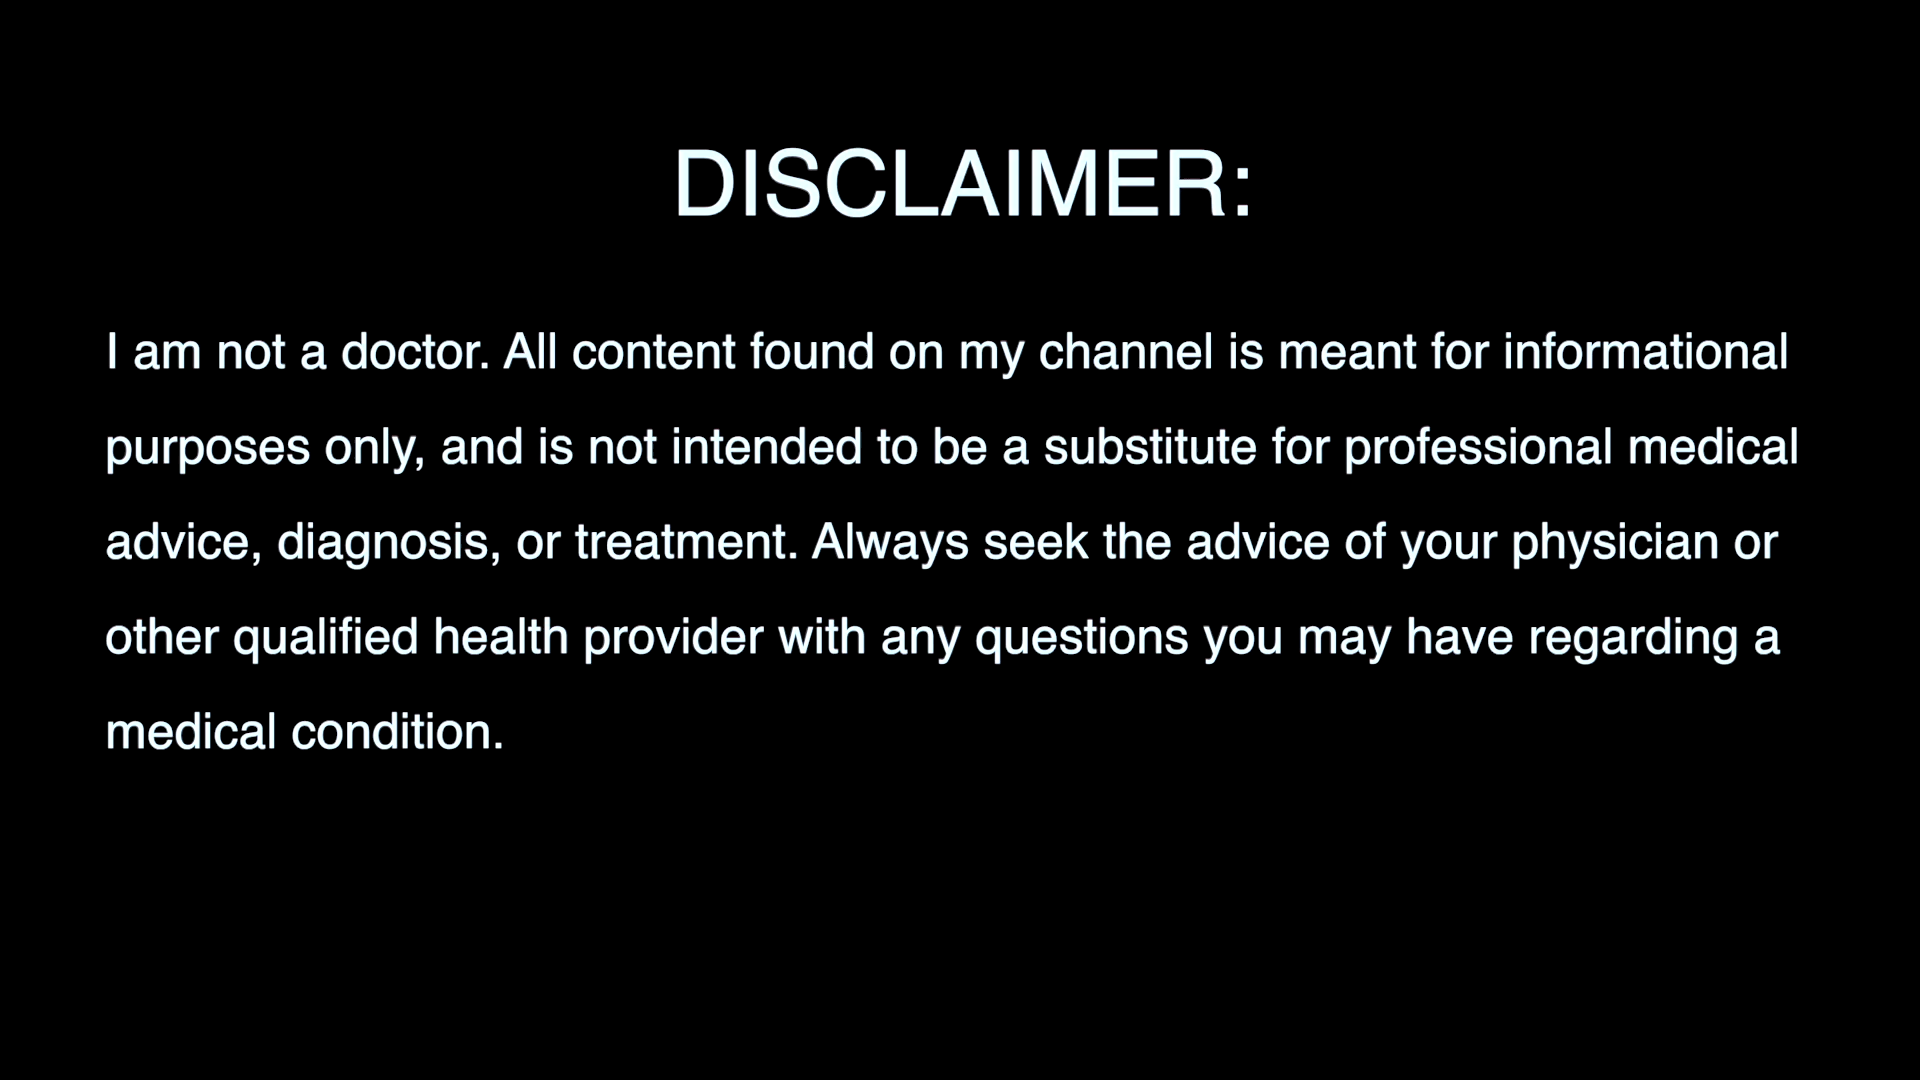 DISCLAIMER:
I am not a doctor. All content found on my channel is meant for informational
purposes only, and is not intended to be a substitute for professional medical
advice, diagnosis, or treatment. Always seek the advice of your physician or
other qualified health provider with any questions you may have regarding a
medical condition.